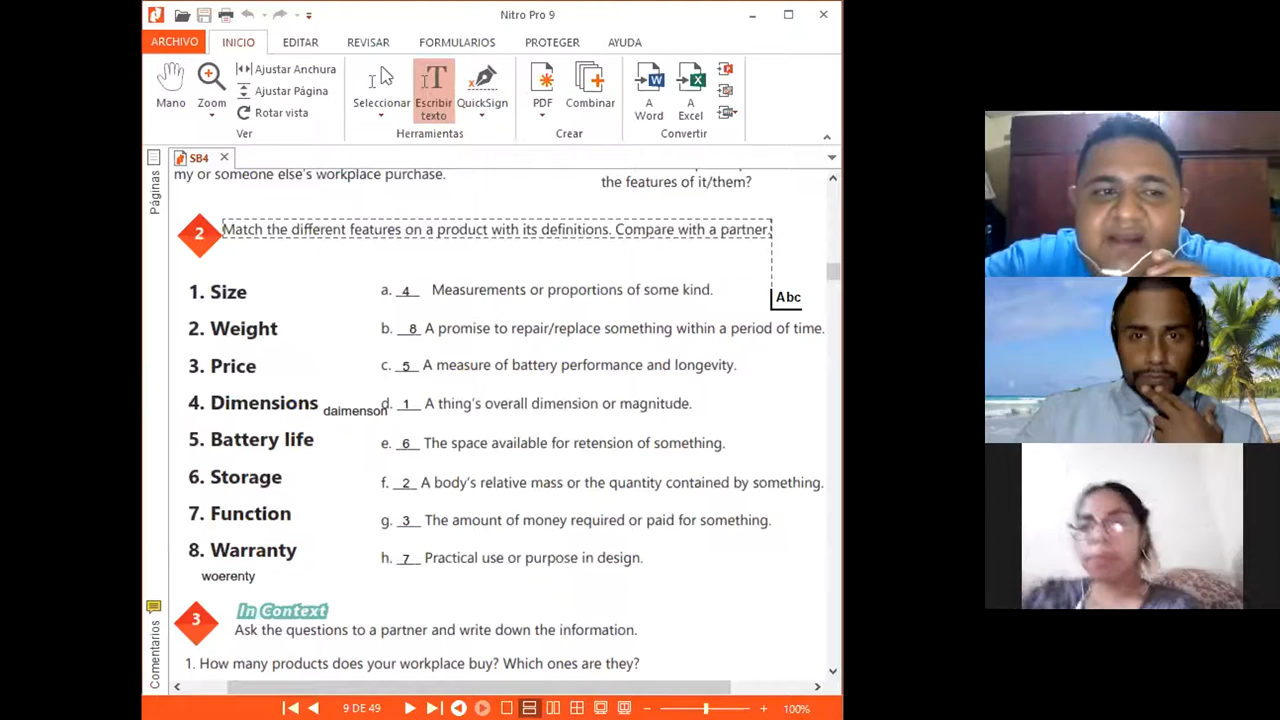 Nitro Pro 9
ARCHIVO INICIO EDITAR REVISAR FORMULARIOS PROTEGER AYUDA
Mano Zoom Ajustar Anchura
Ajustar Página
Rotar vista
Seleccionar Escribir texto QuickSign
PDF Combinar
A Word A Excel
Ver Herramientas Crear Convertir
SB4
Páginas
my or someone else's workplace purchase.
the features of it/them?
2 Match the different features on a product with its definitions. Compare with a partner.
Abc
1. Size a. 4 Measurements or proportions of some kind.
2. Weight b. 8 A promise to repair/replace something within a period of time.
3. Price c. 5 A measure of battery performance and longevity.
4. Dimensions daimenson d. 1 A thing's overall dimension or magnitude.
5. Battery life e. 6 The space available for retention of something.
6. Storage f. 2 A body's relative mass or the quantity contained by something.
7. Function g. 3 The amount of money required or paid for something.
8. Warranty h. 7 Practical use or purpose in design.
woerenty
3 In Context
Ask the questions to a partner and write down the information.
1. How many products does your workplace buy? Which ones are they?
Comentarios
9 DE 49
100%